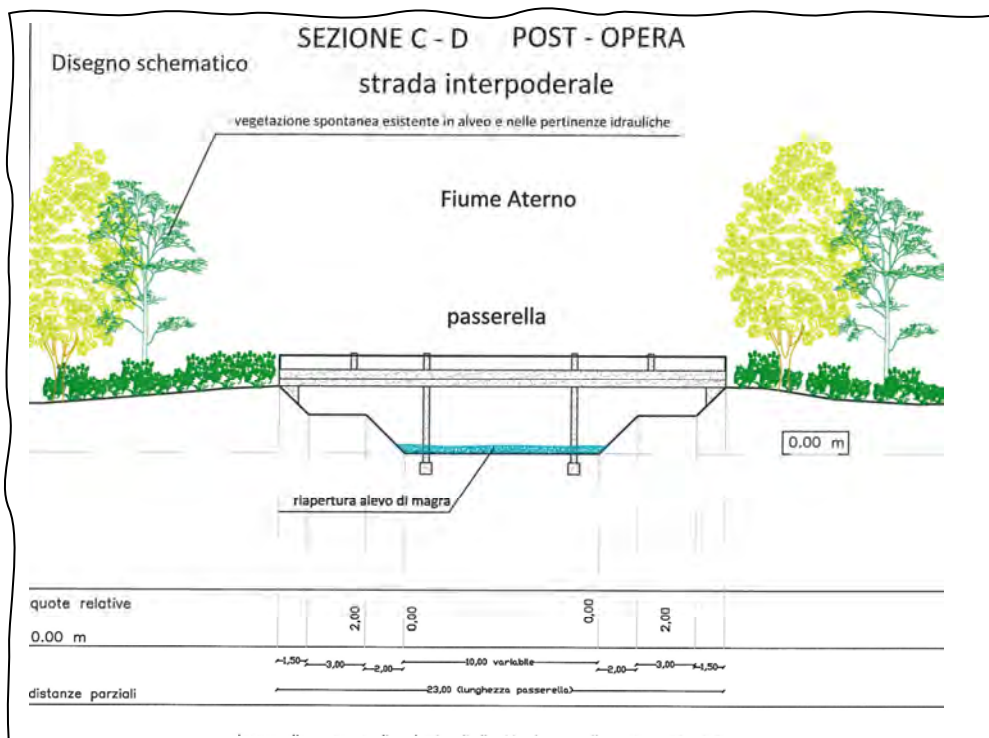 SEZIONE C - D POST - OPERA
Disegno schematico
strada interpoderale
vegetazione spontanea esistente in alveo e nelle pertinenze idrauliche
Fiume Aterno
passerella
0.00 m
riapertura alevo di magra
quote relative
2,00
0,00
0,00
2,00
0.00 m
1,50 3,00 2,00 10,00 variabile 2,00 3,00 1,50
23,00 (lunghezza passerella)
distanze parziali